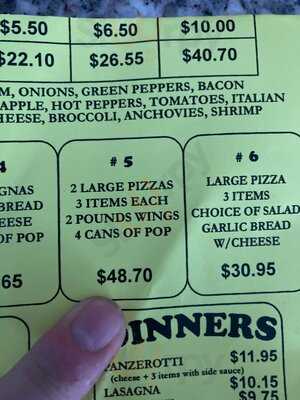 $5.50 $6.50 $10.00
$22.10 $26.55 $40.70
M, ONIONS, GREEN PEPPERS, BACON
APPLE, HOT PEPPERS, TOMATOES, ITALIAN
HEESE, BROCCOLI, ANCHOVIES, SHRIMP
4
GNAS
BREAD
EESE
OF POP
65
# 5
2 LARGE PIZZAS
3 ITEMS EACH
2 POUNDS WINGS
4 CANS OF POP
$48.70
# 6
LARGE PIZZA
3 ITEMS
CHOICE OF SALAD
GARLIC BREAD
W/CHEESE
$30.95
DINNERS
PANZEROTTI $11.95
(cheese + 3 items with side sauce)
LASAGNA $10.15
$9.75